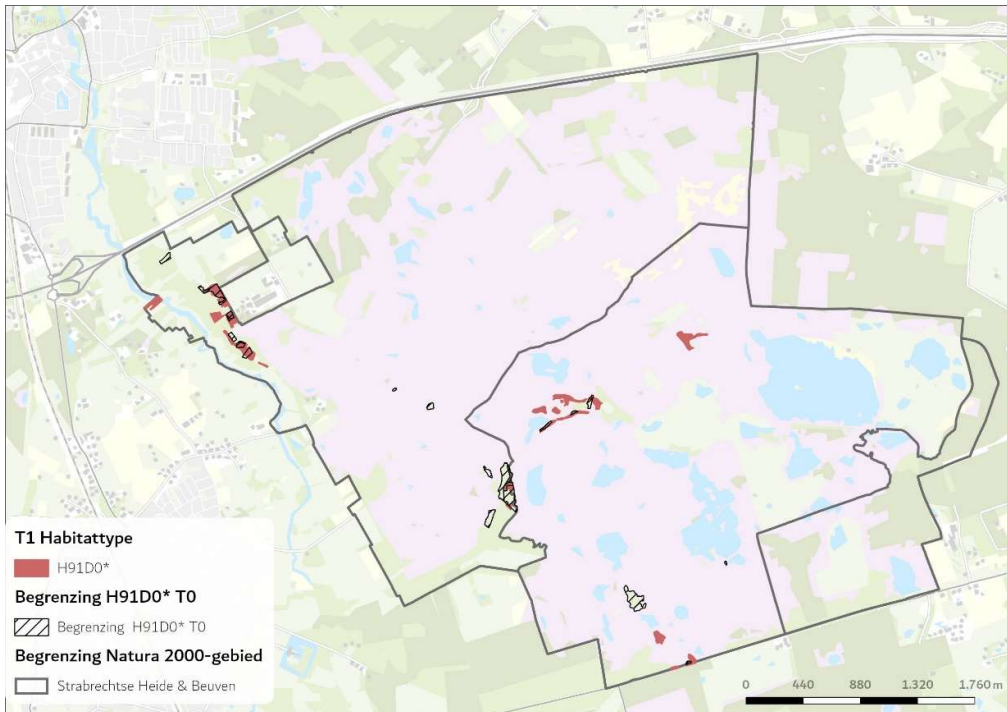 T1 Habitattype
H91D0*
Begrenzing H91D0* T0
Begrenzing H91D0* T0
Begrenzing Natura 2000-gebied
Strabrechtse Heide & Beuven
0 440 880 1.320 1.760 m